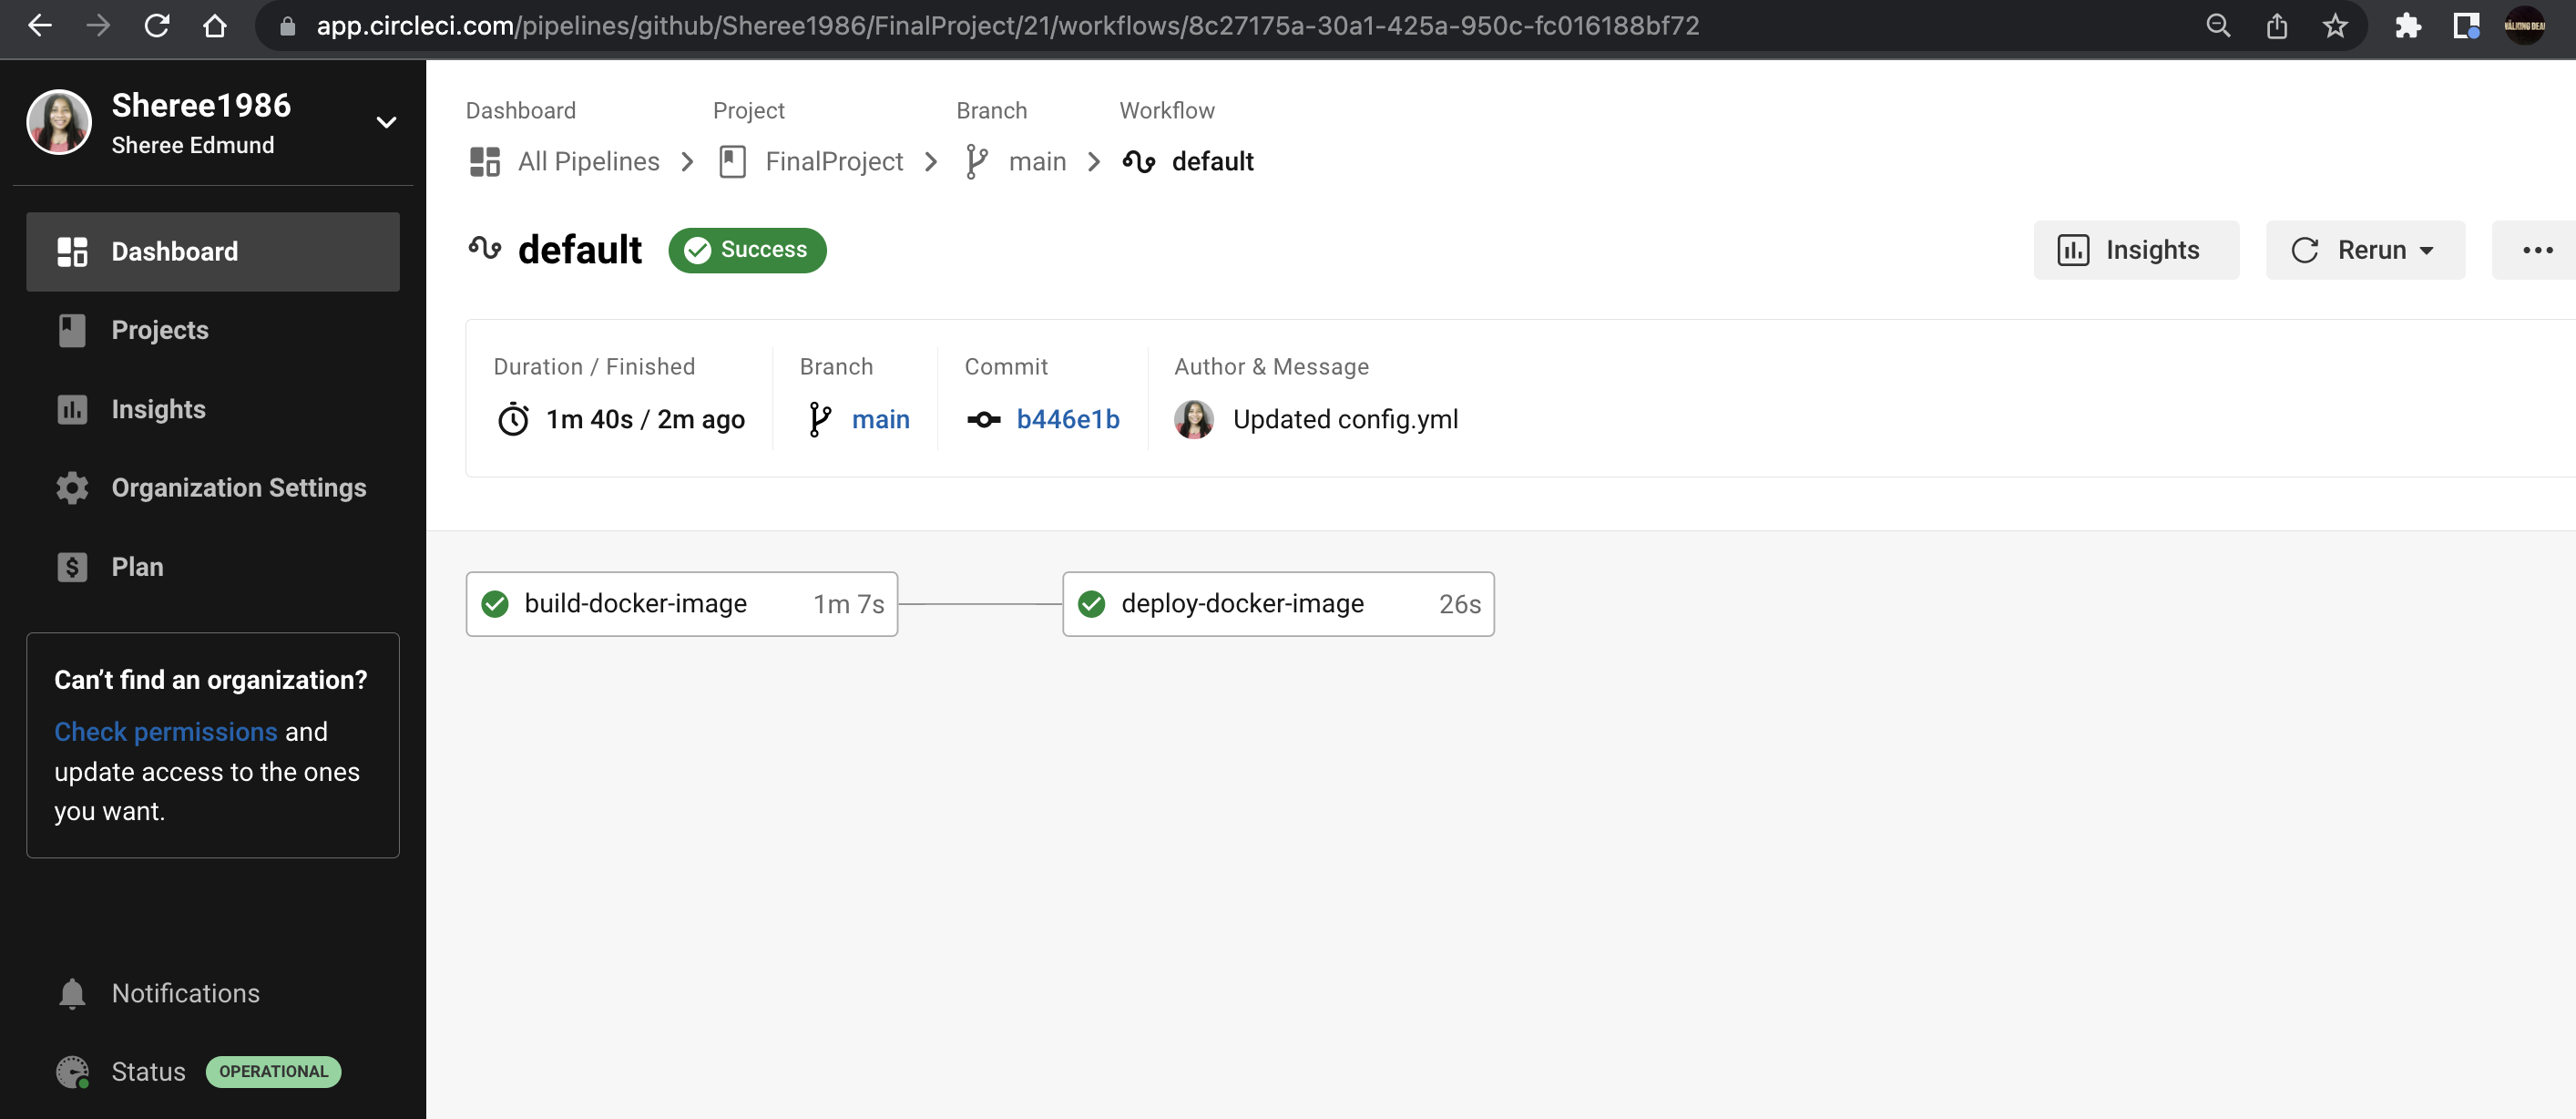 app.circleci.com/pipelines/github/Sheree1986/FinalProject/21/workflows/8c27175a-30a1-425a-950c-fc016188bf72
Sheree1986
Sheree Edmund
Dashboard
Projects
Insights
Organization Settings
Plan
Can’t find an organization?
Check permissions and
update access to the ones
you want.
Notifications
Status OPERATIONAL
Dashboard Project Branch Workflow
All Pipelines FinalProject main default
default Success Insights Rerun
Duration / Finished Branch Commit Author & Message
1m 40s / 2m ago main b446e1b Updated config.yml
build-docker-image 1m 7s deploy-docker-image 26s